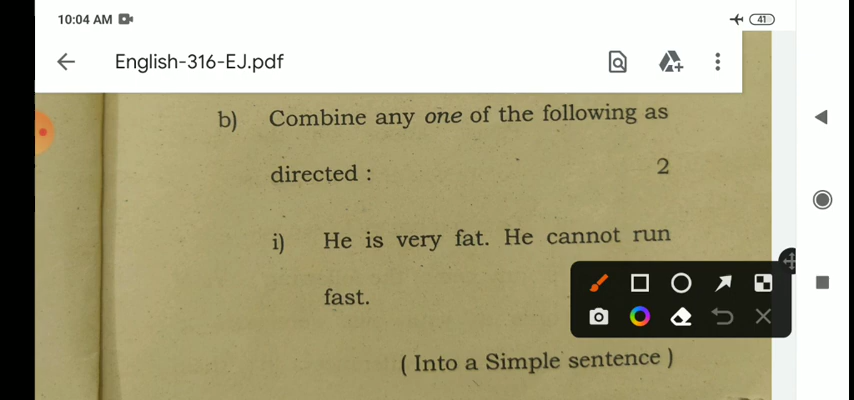 10:04 AM
41
English-316-EJ.pdf
b) Combine any one of the following as
directed : 2
i) He is very fat. He cannot run
fast.
( Into a Simple sentence )